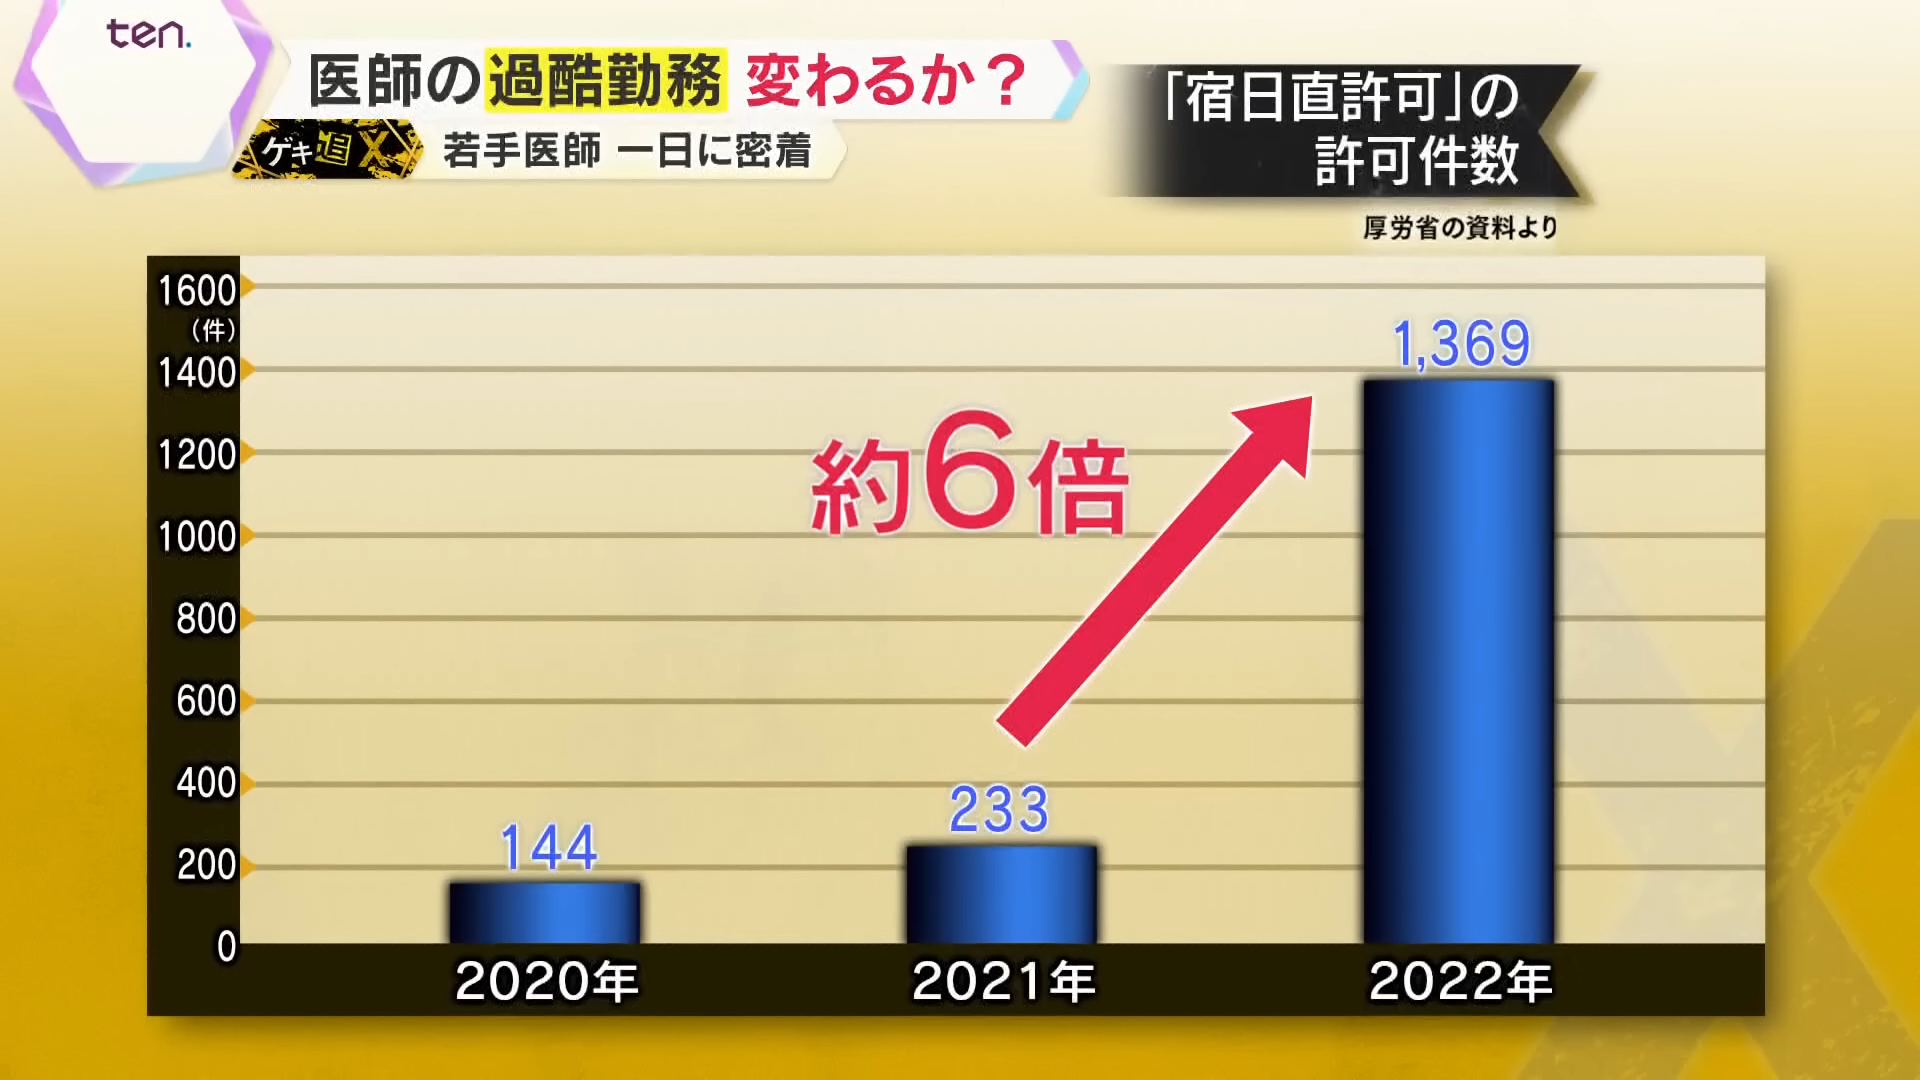 ten.
医師の過酷勤務 変わるか？
ゲキ追X 若手医師 一日に密着
「宿日直許可」の
許可件数
厚労省の資料より
1600
(件)
1400
1200
1000
800
600
400
200
0
1,369
約6倍
233
144
2020年 2021年 2022年